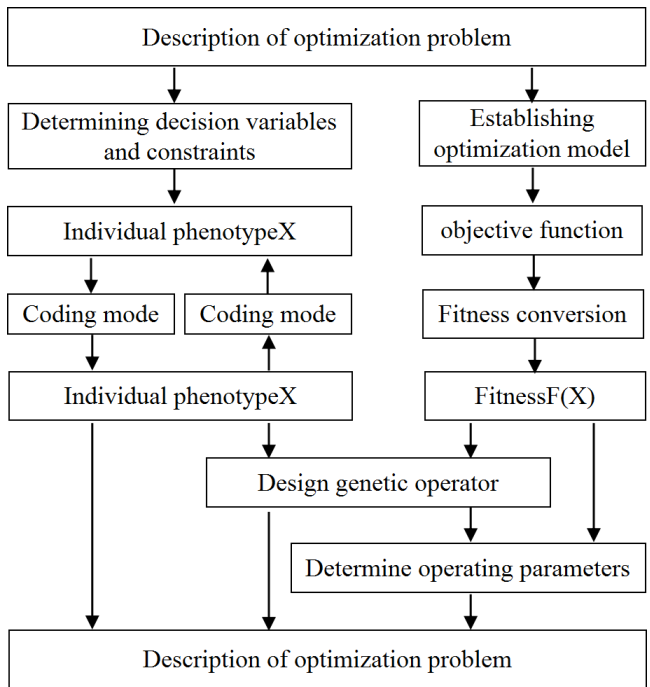 Description of optimization problem
Determining decision variables
and constraints
Establishing
optimization model
Individual phenotypeX
objective function
Coding mode
Coding mode
Fitness conversion
Individual phenotypeX
FitnessF(X)
Design genetic operator
Determine operating parameters
Description of optimization problem